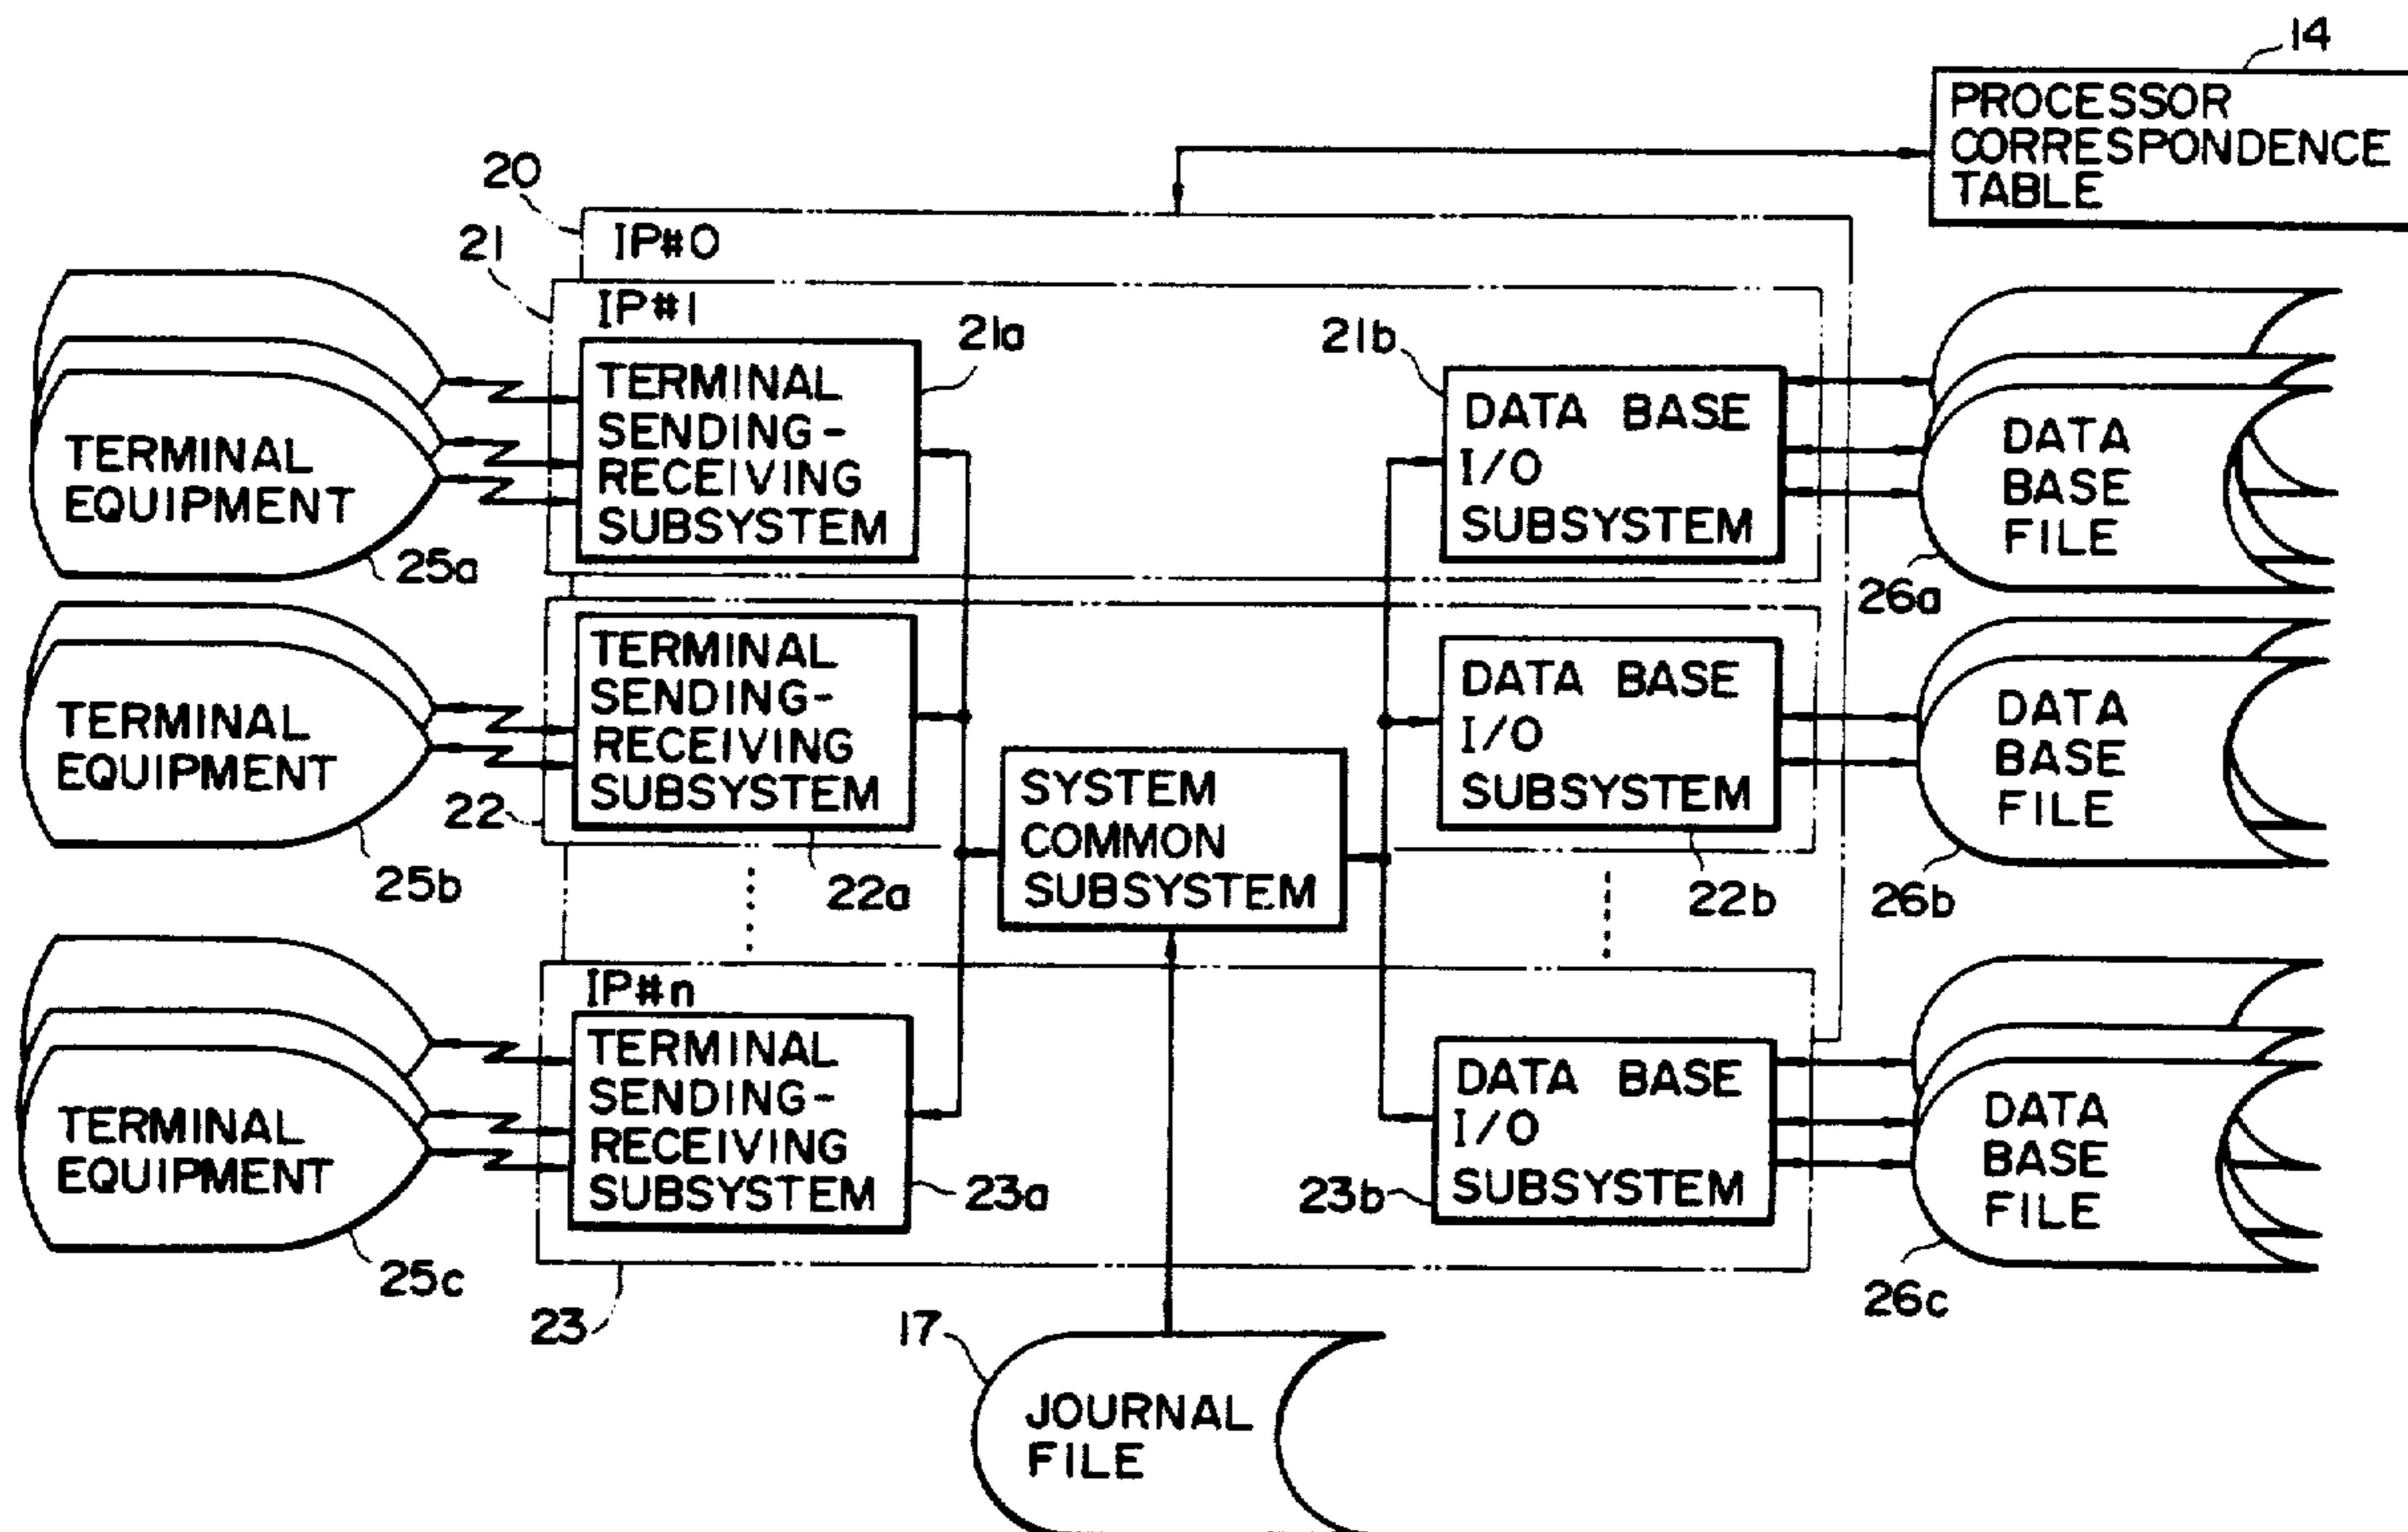 14
PROCESSOR
CORRESPONDENCE
TABLE
20
21
IP#0
IP#1
TERMINAL
EQUIPMENT
25a
TERMINAL
SENDING-
RECEIVING
SUBSYSTEM
21a
21b
DATA BASE
I/O
SUBSYSTEM
DATA
BASE
FILE
26a
TERMINAL
EQUIPMENT
25b
22
TERMINAL
SENDING-
RECEIVING
SUBSYSTEM
22a
SYSTEM
COMMON
SUBSYSTEM
DATA BASE
I/O
SUBSYSTEM
22b
DATA
BASE
FILE
26b
IP#n
TERMINAL
EQUIPMENT
25c
TERMINAL
SENDING-
RECEIVING
SUBSYSTEM
23a
23
23b
DATA BASE
I/O
SUBSYSTEM
DATA
BASE
FILE
26c
17
JOURNAL
FILE